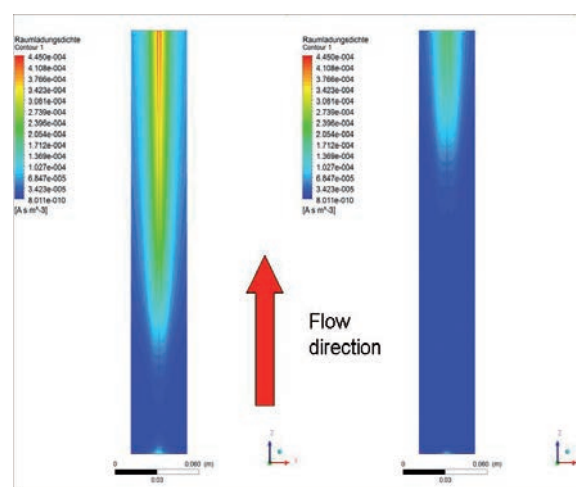 Raumladungsdichte
Contour 1
4.450e-004
4.108e-004
3.766e-004
3.423e-004
3.081e-004
2.739e-004
2.396e-004
2.054e-004
1.712e-004
1.369e-004
1.027e-004
6.847e-005
3.423e-005
8.011e-010
[A s m^-3]
Raumladungsdichte
Contour 1
4.450e-004
4.108e-004
3.766e-004
3.423e-004
3.081e-004
2.739e-004
2.396e-004
2.054e-004
1.712e-004
1.369e-004
1.027e-004
6.847e-005
3.423e-005
8.011e-010
[A s m^-3]
Flow
direction
0 0.060 (m)
0.03
Z
0 0.060 (m)
0.03
Z